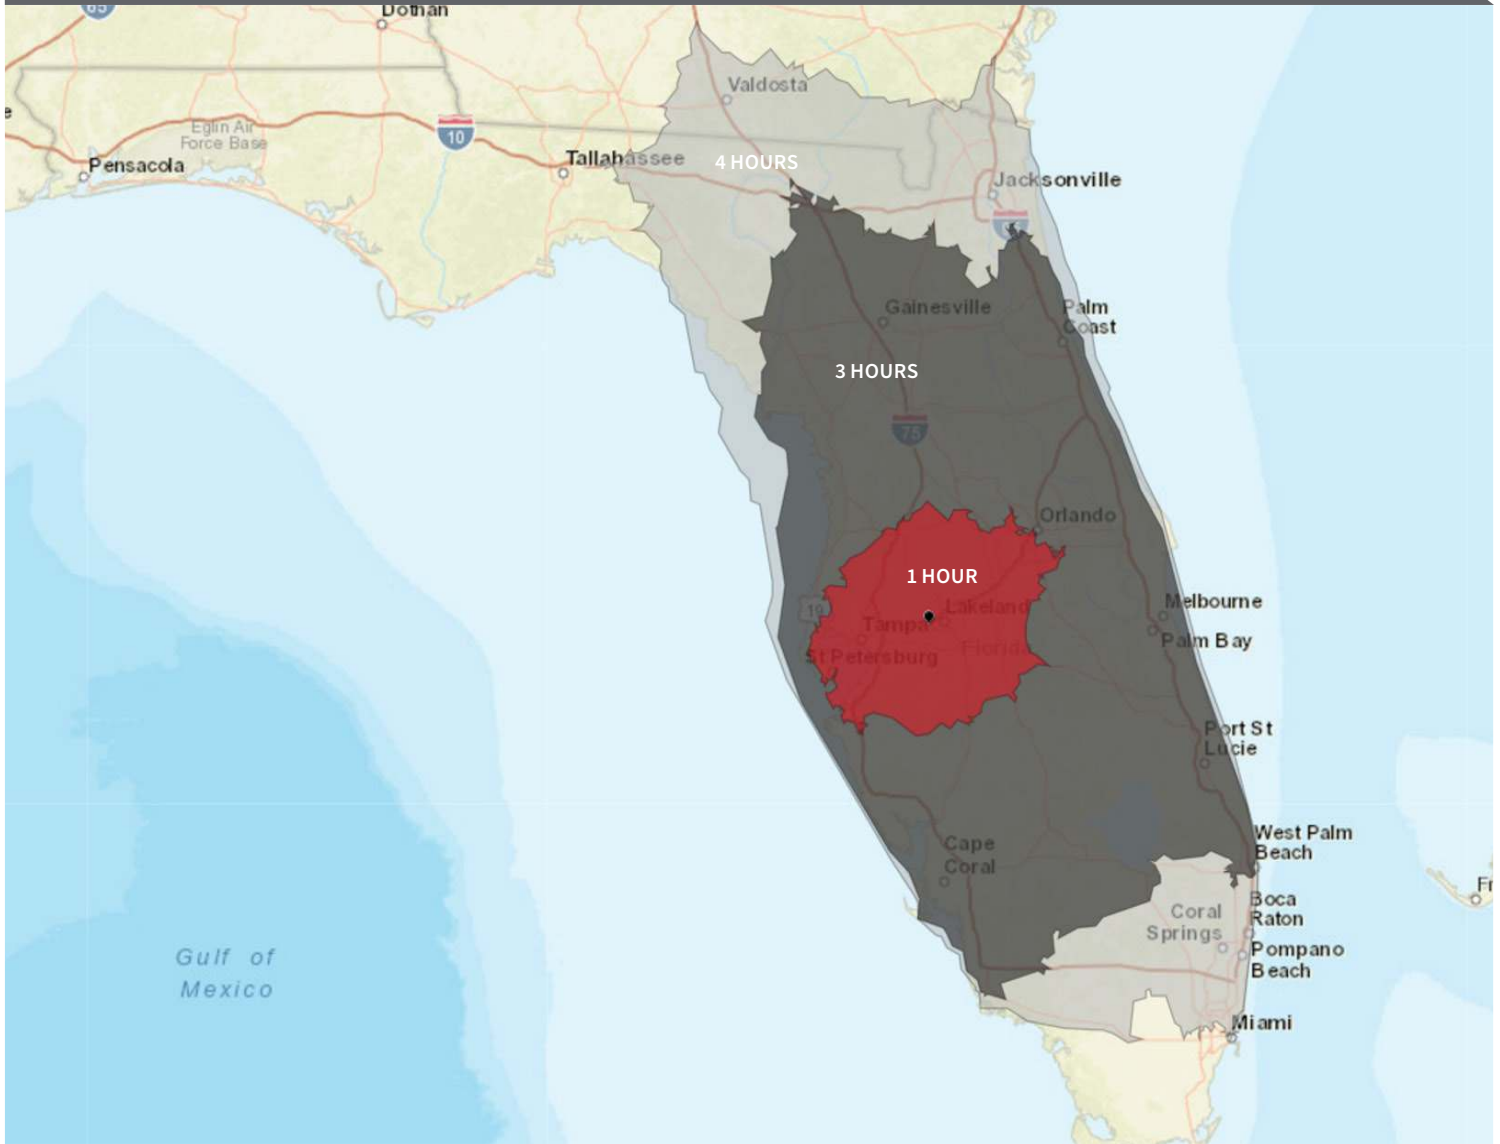 85
Dothan
Valdosta
Eglin Air
Force Base
10
Pensacola
Tallahassee
4 HOURS
Jacksonville
Gainesville
Palm
Coast
3 HOURS
75
Orlando
1 HOUR
19
Lakeland
Tampa
Melbourne
Florida
St Petersburg
Palm Bay
Port St
Lucie
West Palm
Beach
Cape
Coral
Fr
Boca
Raton
Coral
Springs
Pompano
Beach
Gulf of
Mexico
Miami